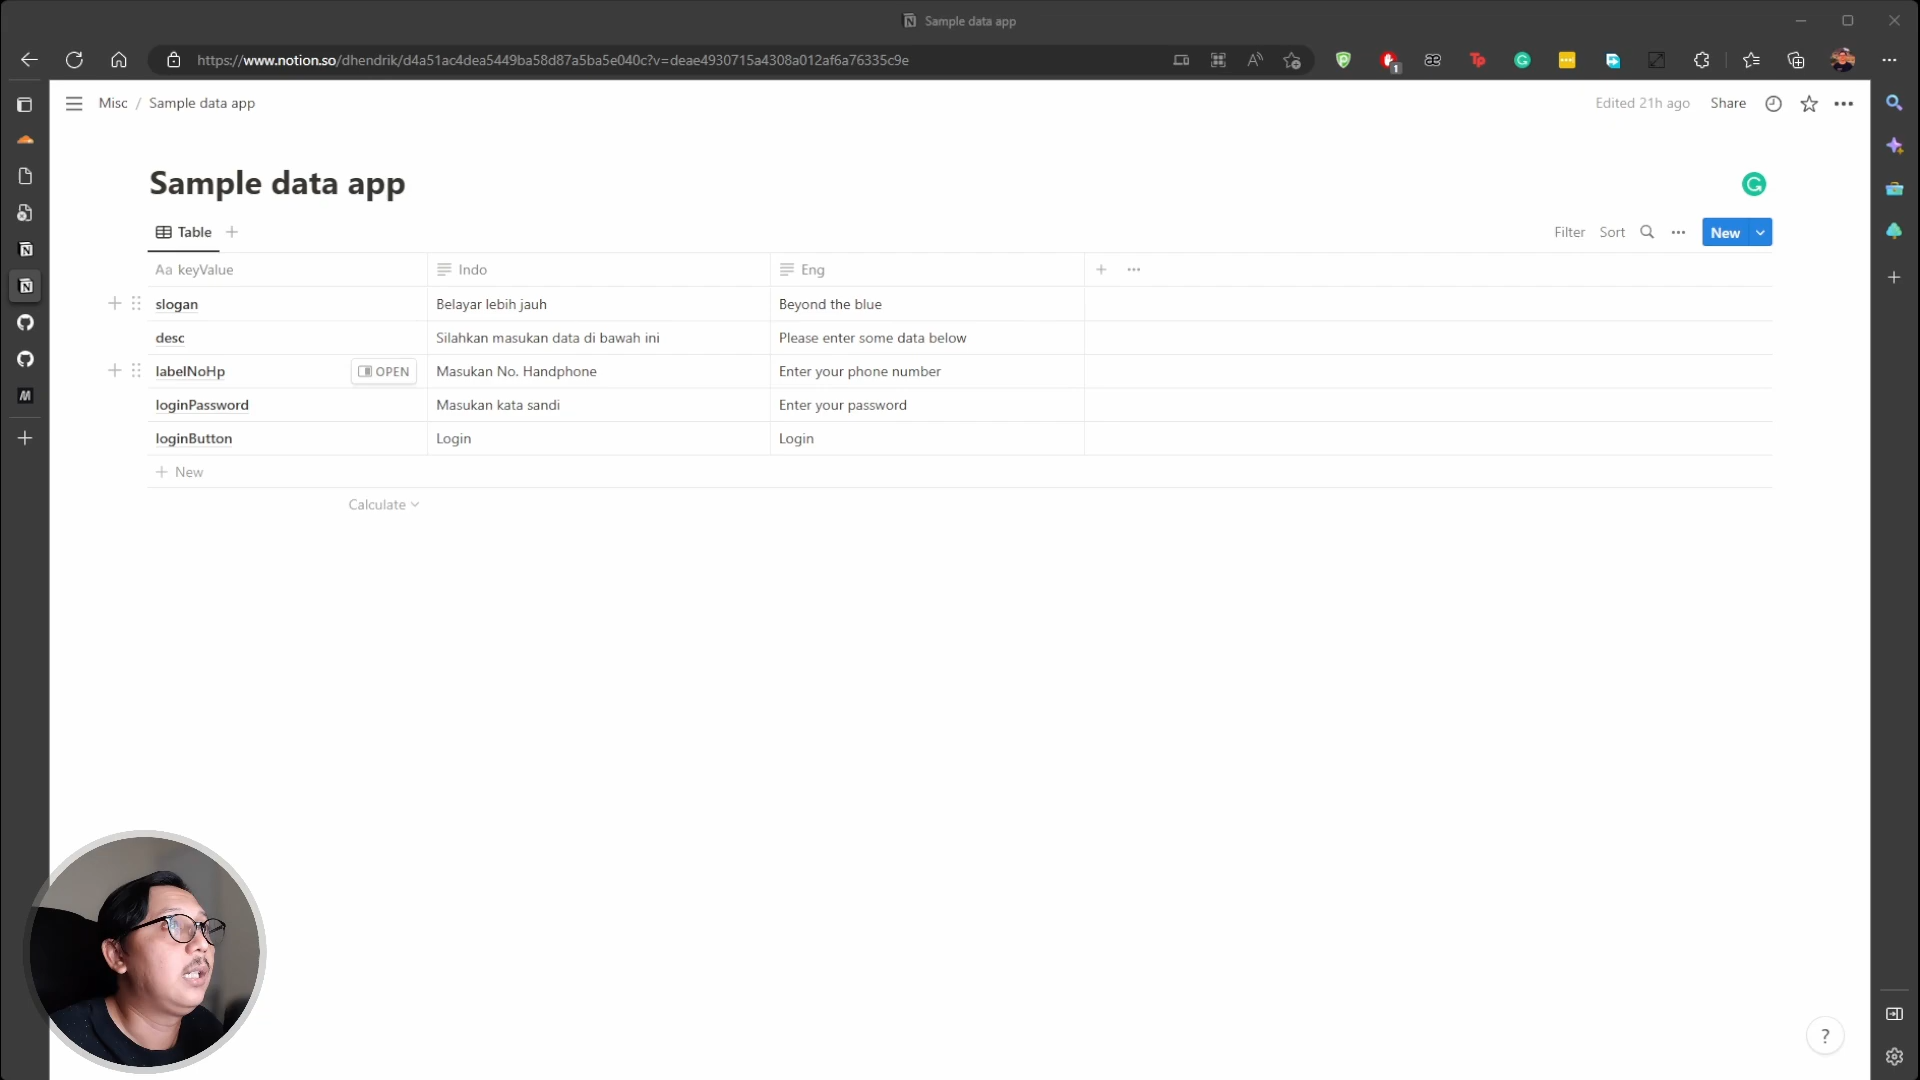 Sample data app
https://www.notion.so/dhendrik/d4a51ac4dea5449ba58d87a5ba5e040c?v=deae4930715a4308a012af6a76335c9e
1
Misc / Sample data app
Edited 21h ago
Share
Sample data app
Table
Filter
Sort
New
Aa keyValue
Indo
Eng
slogan
Belayar lebih jauh
Beyond the blue
desc
Silahkan masukan data di bawah ini
Please enter some data below
labelNoHp
OPEN
Masukan No. Handphone
Enter your phone number
loginPassword
Masukan kata sandi
Enter your password
loginButton
Login
Login
New
Calculate
?